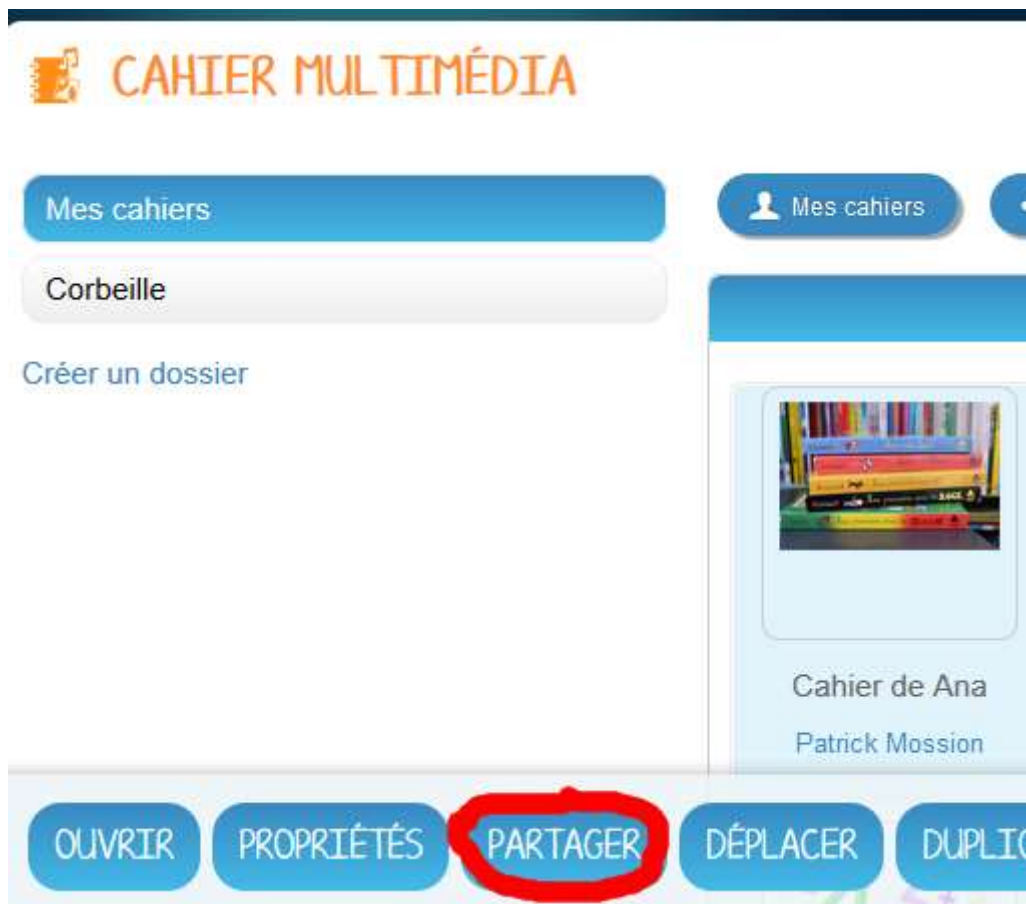 CAHIER MULTIMÉDIA
Mes cahiers
Mes cahiers
Corbeille
Créer un dossier
Cahier de Ana
Patrick Mossion
OUVRIR PROPRIÉTÉS PARTAGER DÉPLACER DUPLIC